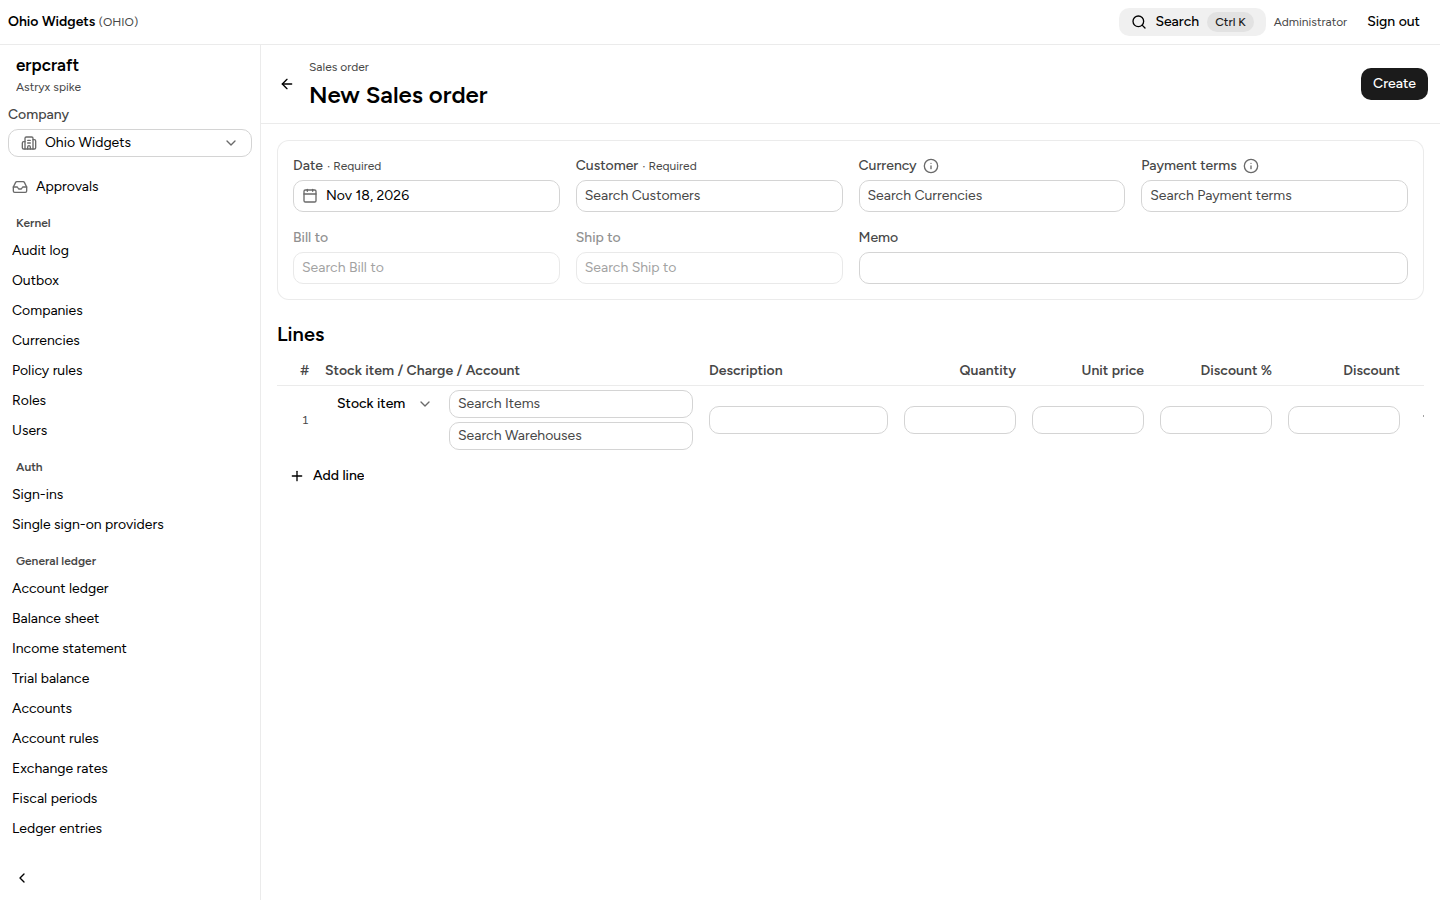 Ohio Widgets (OHIO)
Search Ctrl K Administrator Sign out
erpcraft
Astryx spike
Company
Ohio Widgets
Approvals
Kernel
Audit log
Outbox
Companies
Currencies
Policy rules
Roles
Users
Auth
Sign-ins
Single sign-on providers
General ledger
Account ledger
Balance sheet
Income statement
Trial balance
Accounts
Account rules
Exchange rates
Fiscal periods
Ledger entries
Sales order
New Sales order
Create
Date · Required Customer · Required Currency Payment terms
Nov 18, 2026 Search Customers Search Currencies Search Payment terms
Bill to Ship to Memo
Search Bill to Search Ship to
Lines
# Stock item / Charge / Account Description Quantity Unit price Discount % Discount
1 Stock item Search Items
Search Warehouses
Add line